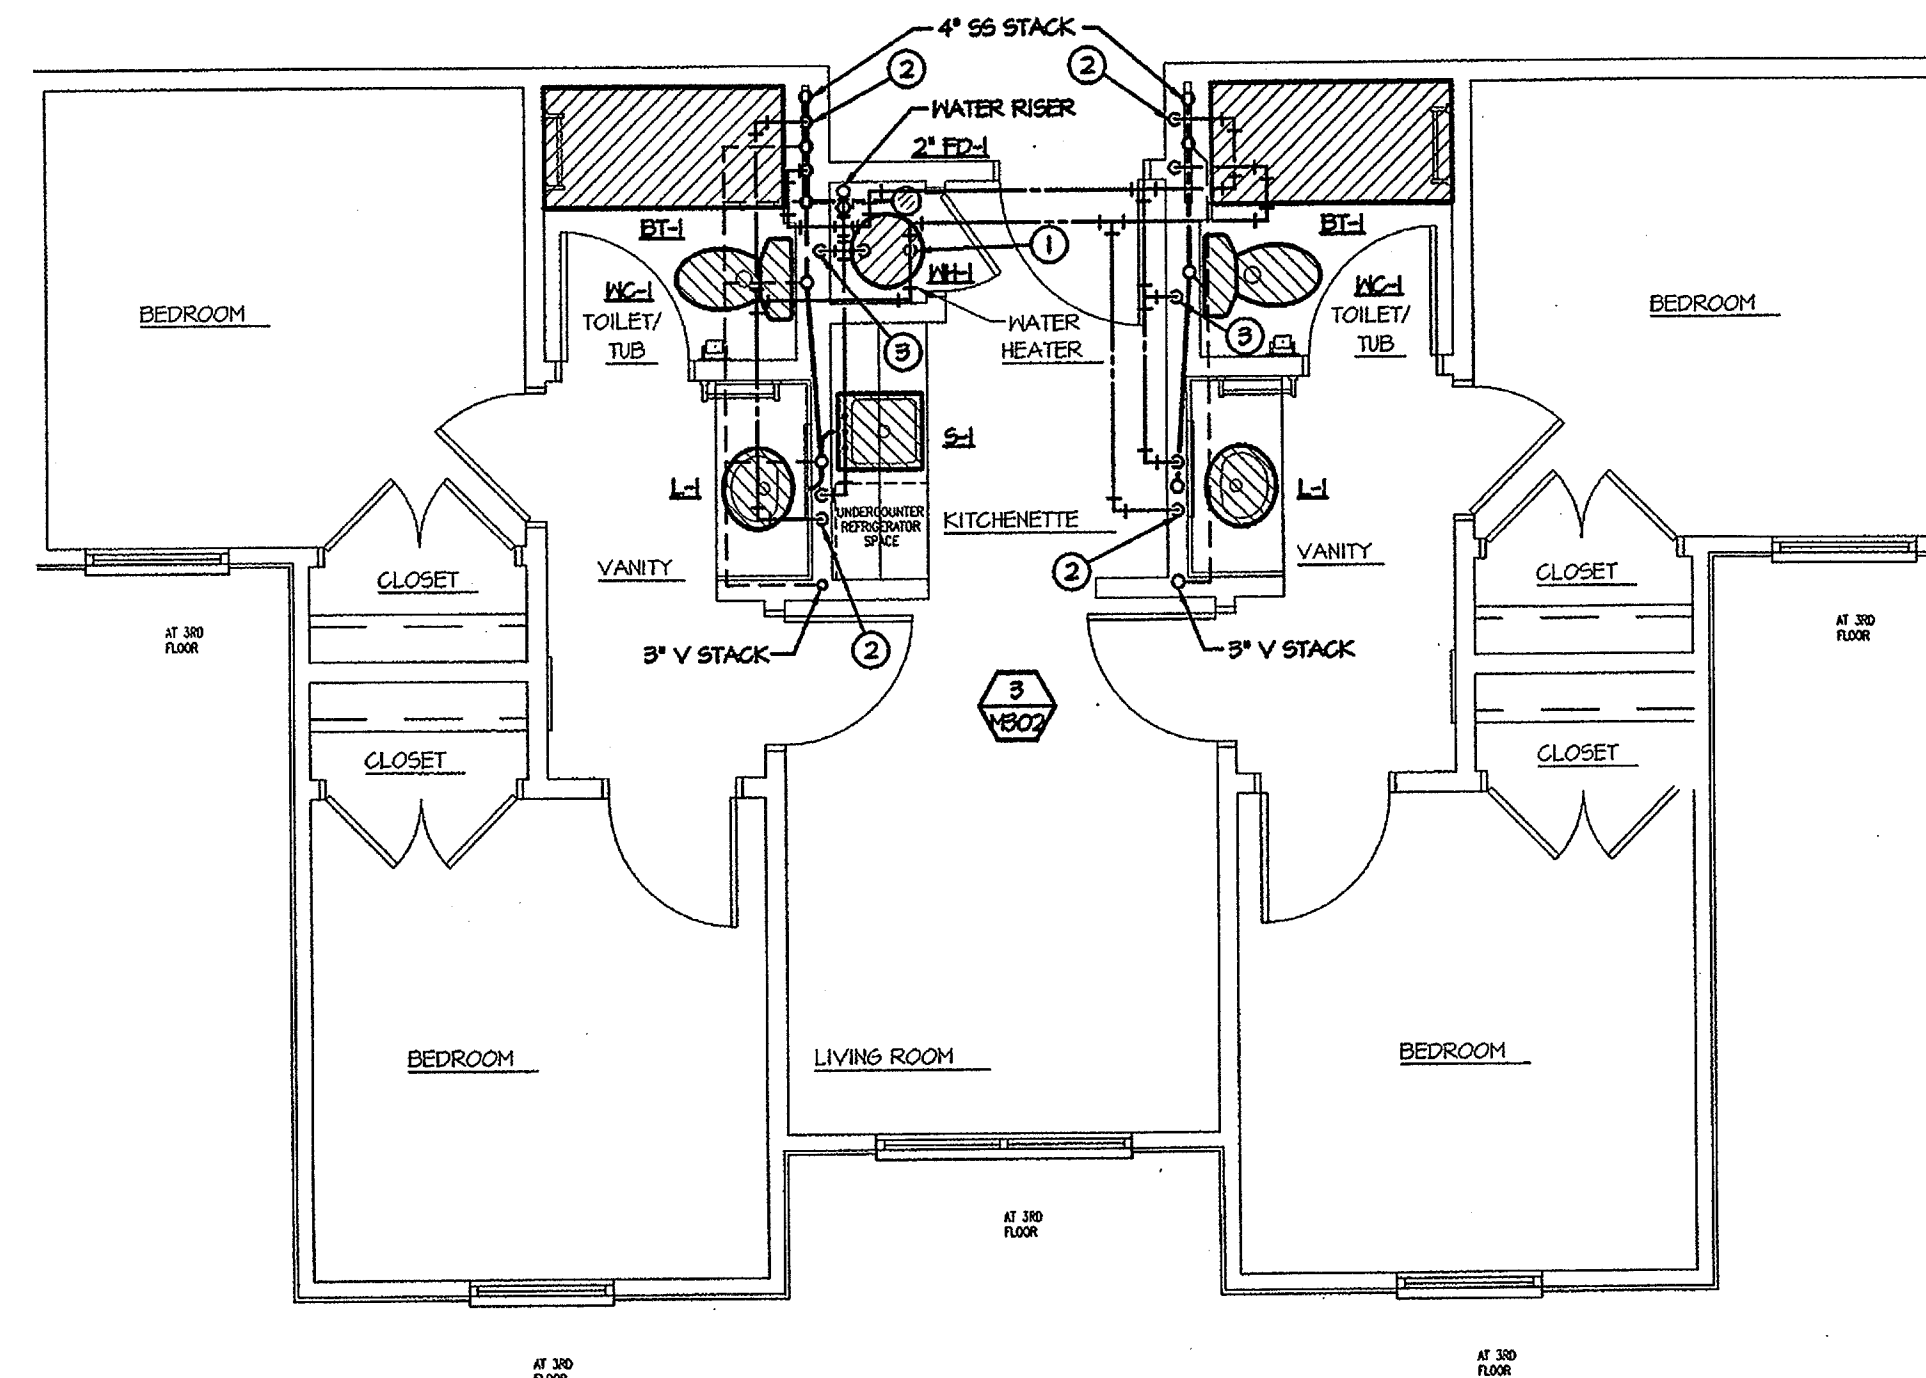 4" SS STACK
2
2
WATER RISER
2" FD-1
BT-1
BT-1
1
WH-1
WC-1
TOILET/
TUB
WC-1
TOILET/
TUB
BEDROOM
BEDROOM
WATER
HEATER
3
3
S-1
L-1
L-1
UNDERCOUNTER
REFRIGERATOR
SPACE
KITCHENETTE
VANITY
VANITY
2
CLOSET
CLOSET
AT 3RD
FLOOR
AT 3RD
FLOOR
3" V STACK
2
3" V STACK
3
M302
CLOSET
CLOSET
BEDROOM
LIVING ROOM
BEDROOM
AT 3RD
FLOOR
AT 3RD
FLOOR
AT 3RD
FLOOR